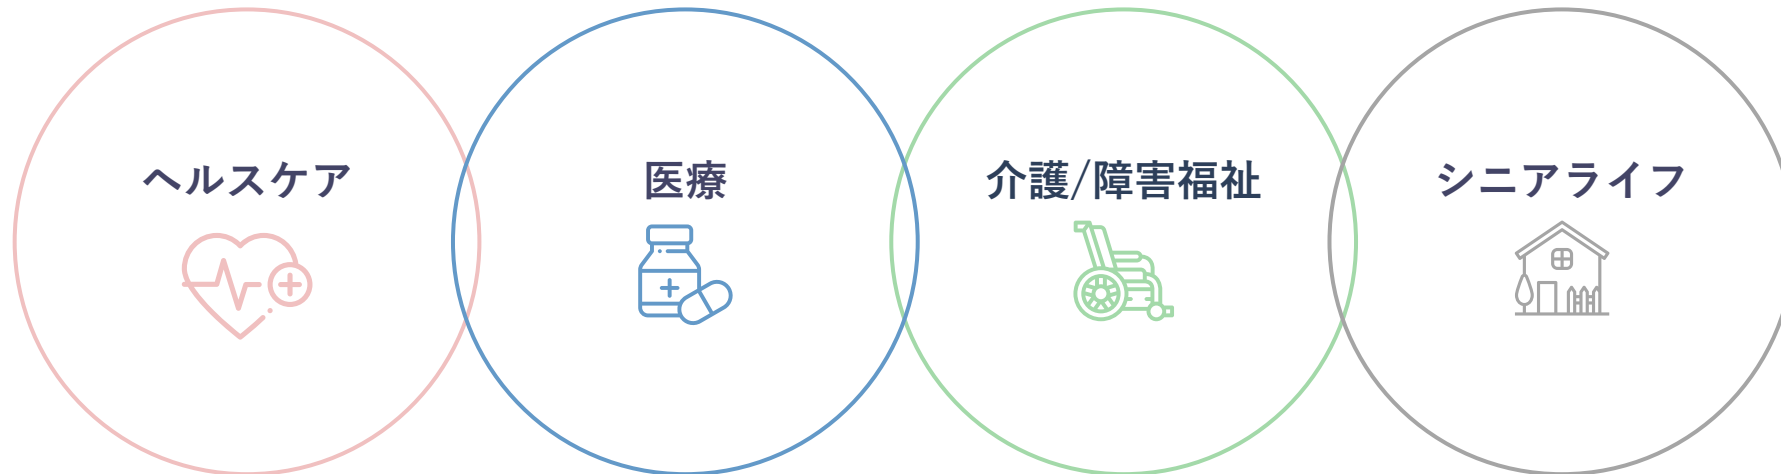 ヘルスケア
医療
介護/障害福祉
シニアライフ